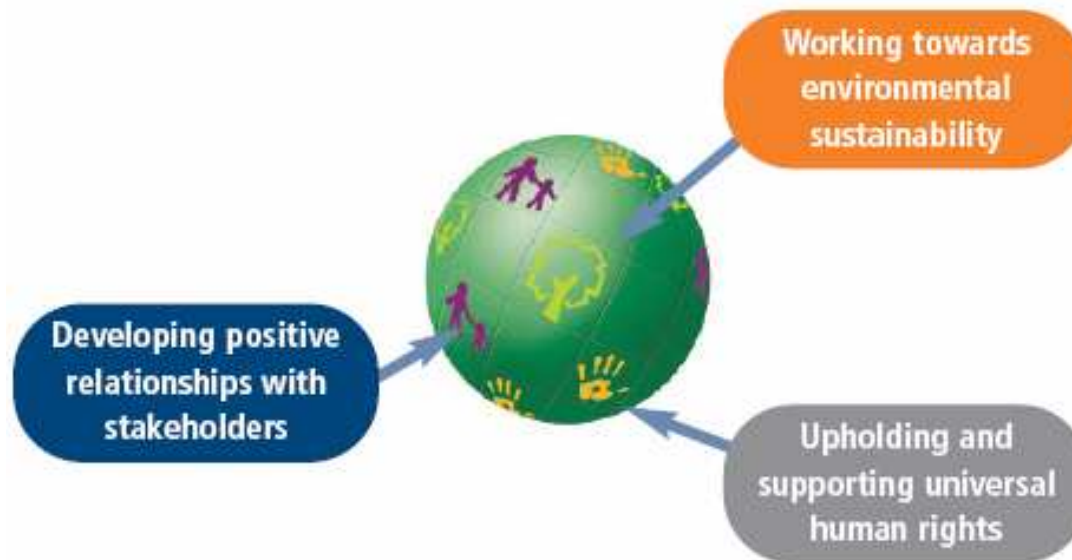 Working towards
environmental
sustainability
Developing positive
relationships with
stakeholders
Upholding and
supporting universal
human rights